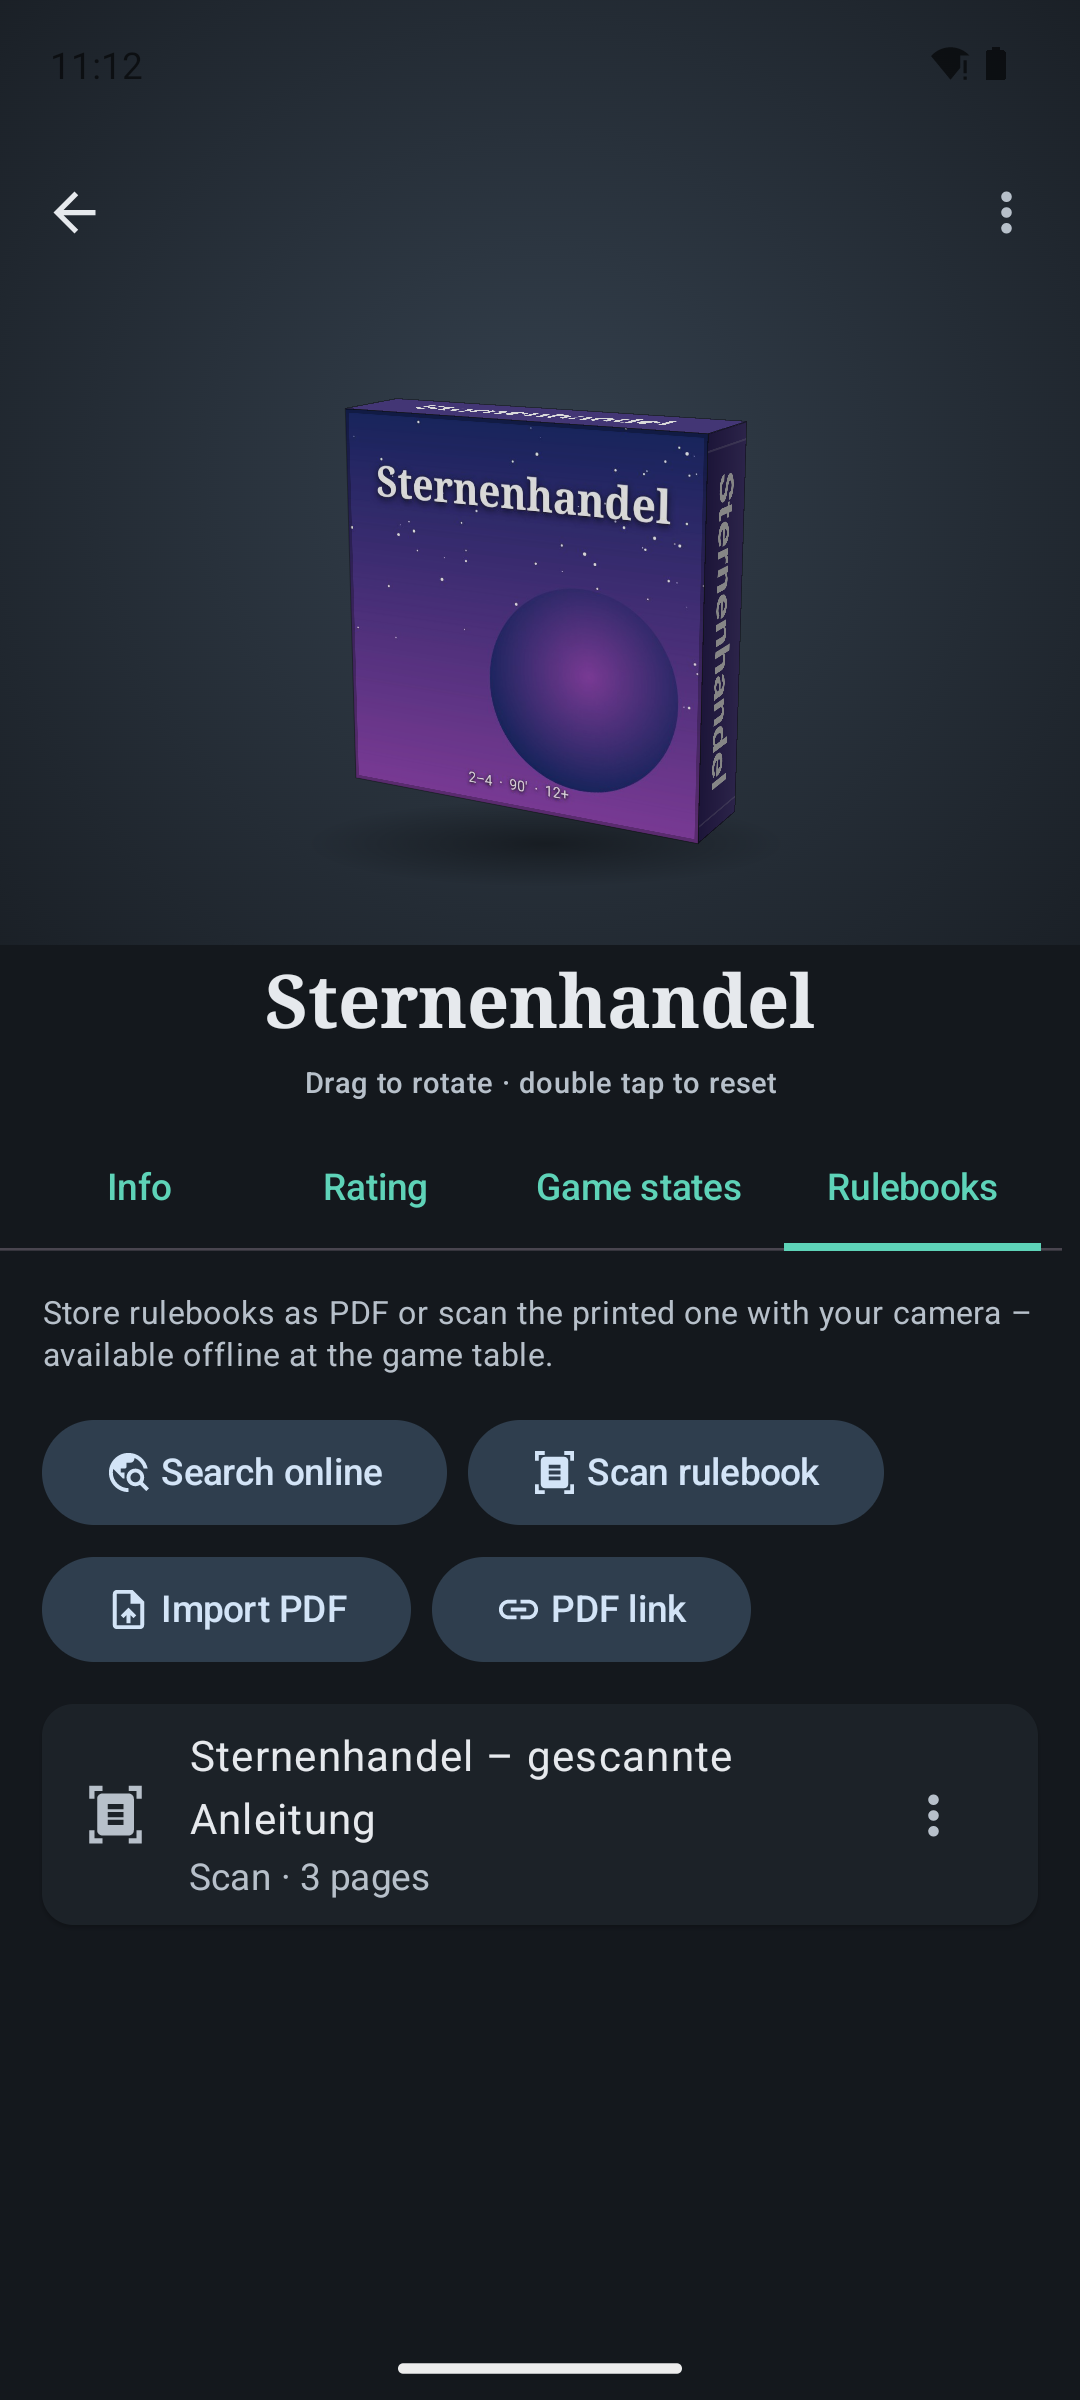 11:12
Sternenhandel
Sternenhandel
Sternenhandel
2–4 · 90' · 12+
Sternenhandel
Drag to rotate · double tap to reset
Info
Rating
Game states
Rulebooks
Store rulebooks as PDF or scan the printed one with your camera –
available offline at the game table.
Search online
Scan rulebook
Import PDF
PDF link
Sternenhandel – gescannte
Anleitung
Scan · 3 pages